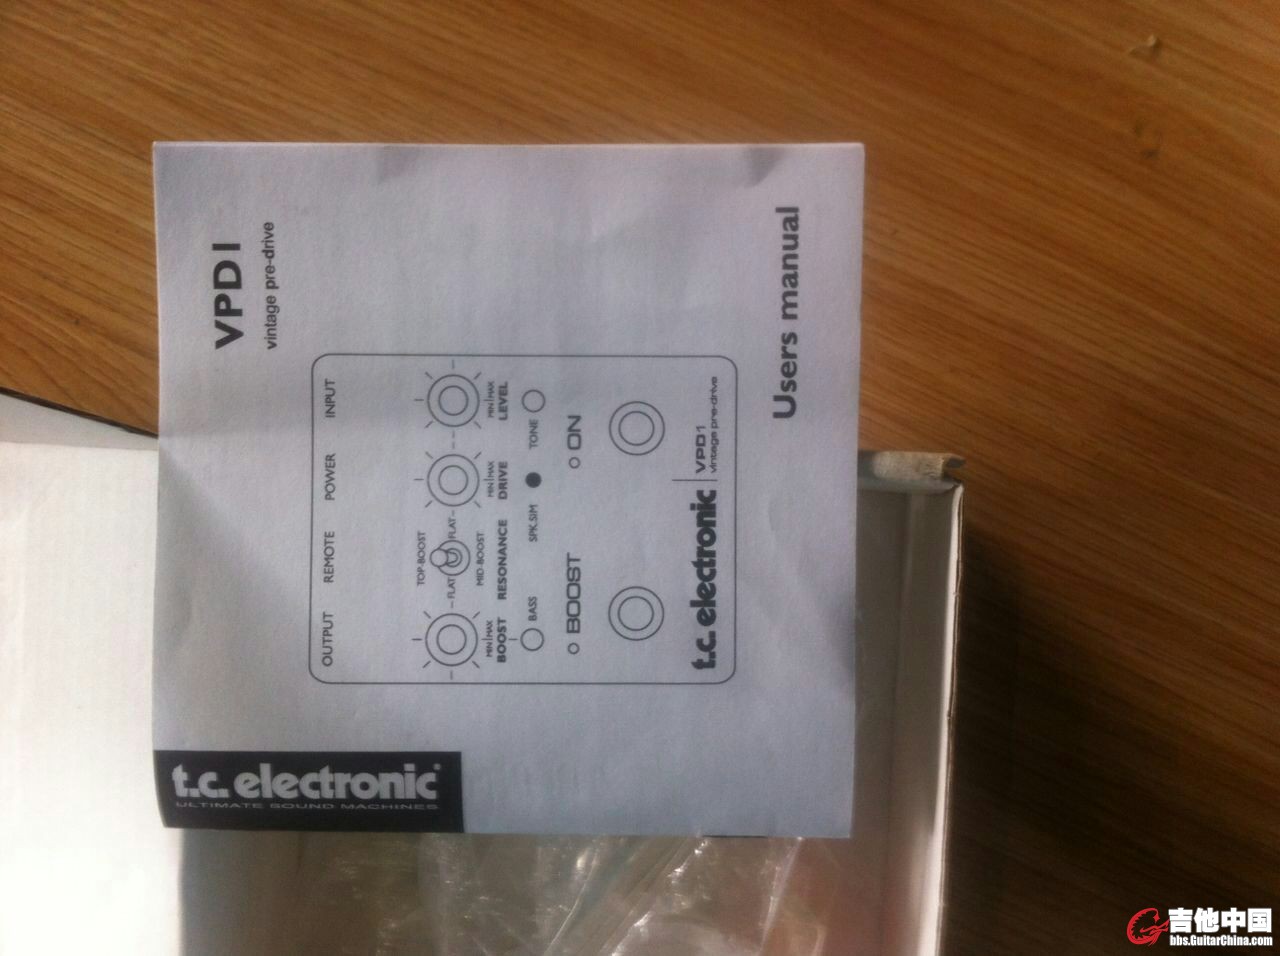 VPD1
vintage pre-drive
OUTPUT REMOTE POWER INPUT
TOP-BOOST
FLAT FLAT
MID-BOOST
MIN MAX MIN MAX MIN MAX
BOOST RESONANCE DRIVE LEVEL
BASS SPK.SIM TONE
BOOST ON
t.c. electronic VPD1
vintage pre-drive
Users manual
t.c. electronic®
ULTIMATE SOUND MACHINES
吉他中国
bbs.GuitarChina.com